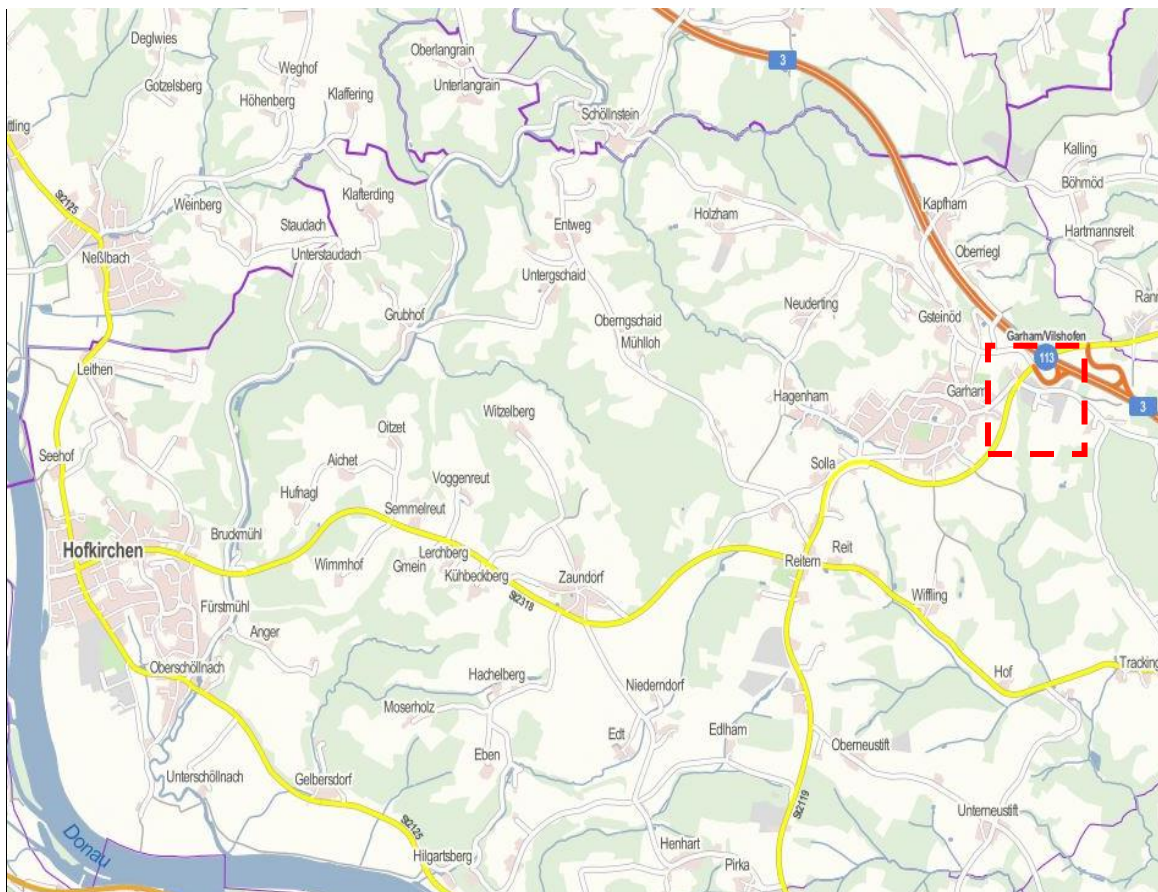 Deglwies
Oberlangrain
3
Gotzelsberg
Weghof
Unterlangrain
Höhenberg
Klaffering
Schöllnstein
Kalling
Böhmöd
St2125
Weinberg
Klafterding
Holzham
Kapfham
Staudach
Entweg
Hartmannsreit
Neßlbach
Unterstaudach
Oberriegl
Untergschaid
Neuderting
Grubhof
Gsteinöd
Oberngschaid
Garham/Vilshofen
Mühlloh
113
Leithen
Garham
Hagenham
3
Witzelberg
Oitzet
Seehof
Aichet
Solla
Voggenreut
Hufnagl
Semmelreut
Bruckmühl
Hofkirchen
Lerchberg
Reit
Wimmhof
Gmein
Kühbeckberg
Zaundorf
Reitern
St2318
Wiffling
Fürstmühl
Anger
Oberschöllnach
Hachelberg
Hof
Tracking
Niederndorf
Moserholz
Edt
Edlham
Eben
Oberneustift
Unterschöllnach
Gelbersdorf
St2119
Unterneustift
St2125
Donau
Hilgartsberg
Henhart
Pirka